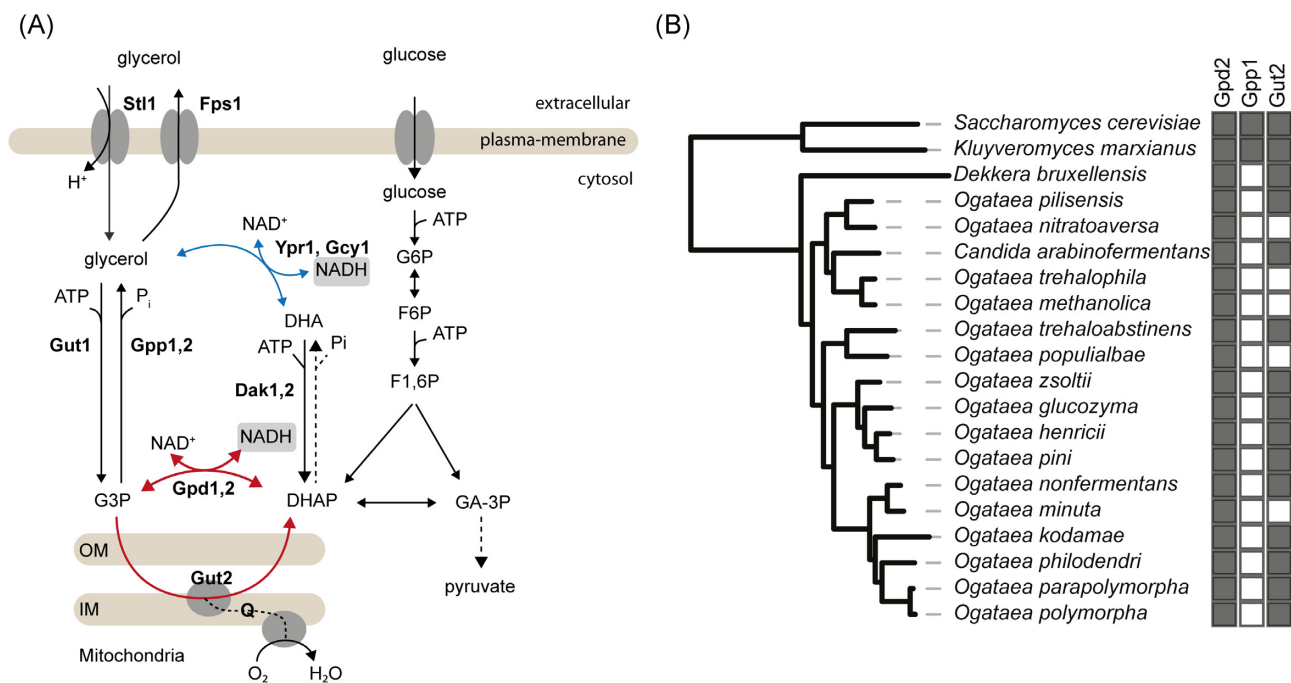 (A)
glycerol
glucose
Stl1
Fps1
extracellular
plasma-membrane
cytosol
H⁺
glucose
NAD⁺
ATP
Ypr1, Gcy1
glycerol
NADH
G6P
ATP
Pᵢ
DHA
F6P
Gut1
Gpp1,2
ATP
Pi
ATP
Dak1,2
F1,6P
NAD⁺
NADH
G3P
Gpd1,2
DHAP
GA-3P
OM
Gut2
pyruvate
IM
Q
Mitochondria
O₂
H₂O
(B)
Gpd2
Gpp1
Gut2
Saccharomyces cerevisiae
Kluyveromyces marxianus
Dekkera bruxellensis
Ogataea pilisensis
Ogataea nitratoaversa
Candida arabinofermentans
Ogataea trehalophila
Ogataea methanolica
Ogataea trehaloabstinens
Ogataea populialbae
Ogataea zsoltii
Ogataea glucozyma
Ogataea henricii
Ogataea pini
Ogataea nonfermentans
Ogataea minuta
Ogataea kodamae
Ogataea philodendri
Ogataea parapolymorpha
Ogataea polymorpha